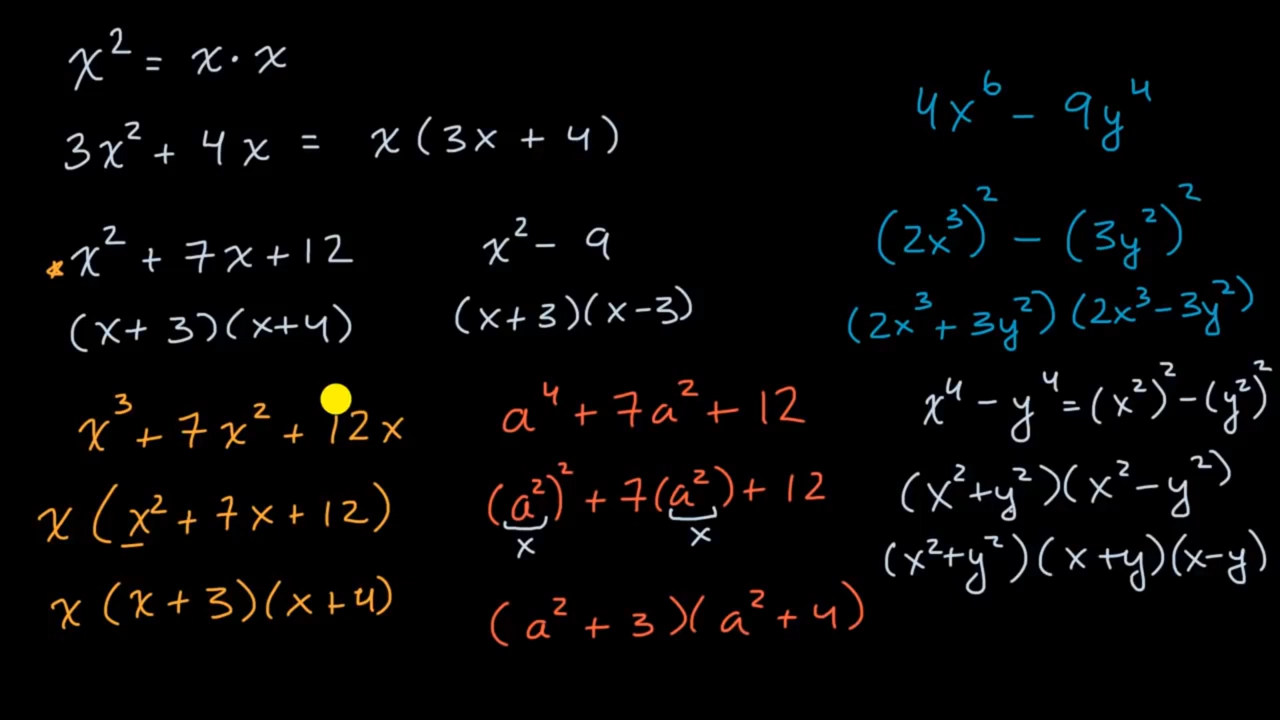 x² = x · x
3x² + 4x = x(3x + 4)
x² + 7x + 12
(x + 3)(x + 4)
x² - 9
(x + 3)(x - 3)
x³ + 7x² + 12x
x(x² + 7x + 12)
x(x + 3)(x + 4)
a⁴ + 7a² + 12
(a²)² + 7(a²) + 12
x x
(a² + 3)(a² + 4)
4x⁶ - 9y⁴
(2x³)² - (3y²)²
(2x³ + 3y²)(2x³ - 3y²)
x⁴ - y⁴ = (x²)² - (y²)²
(x² + y²)(x² - y²)
(x² + y²)(x + y)(x - y)